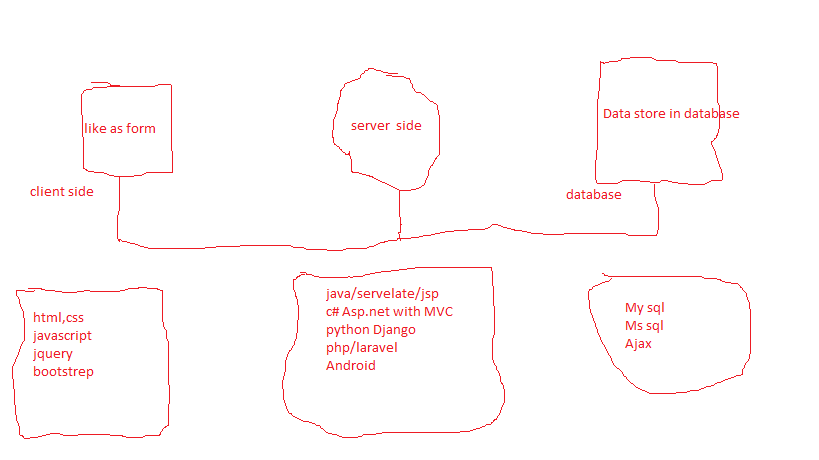 like as form
server side
Data store in database
client side
database
html,css
javascript
jquery
bootstrep
java/servelate/jsp
c# Asp.net with MVC
python Django
php/laravel
Android
My sql
Ms sql
Ajax